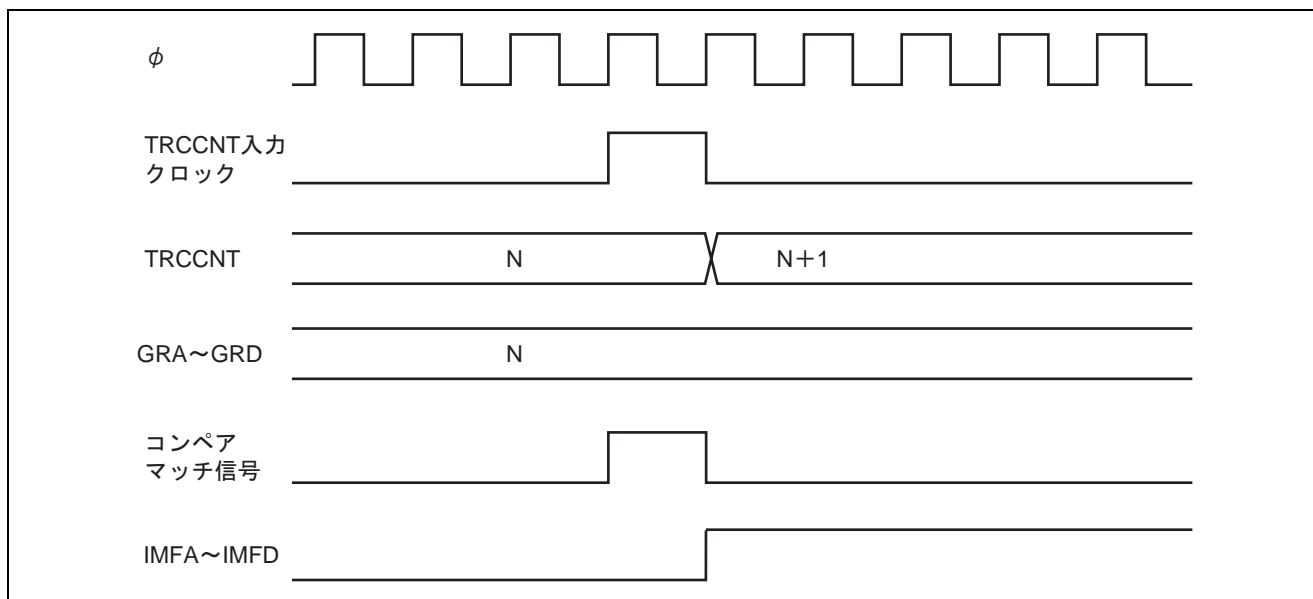 φ
TRCCNT入力
クロック
TRCCNT
N
N＋1
GRA〜GRD
N
コンペア
マッチ信号
IMFA〜IMFD